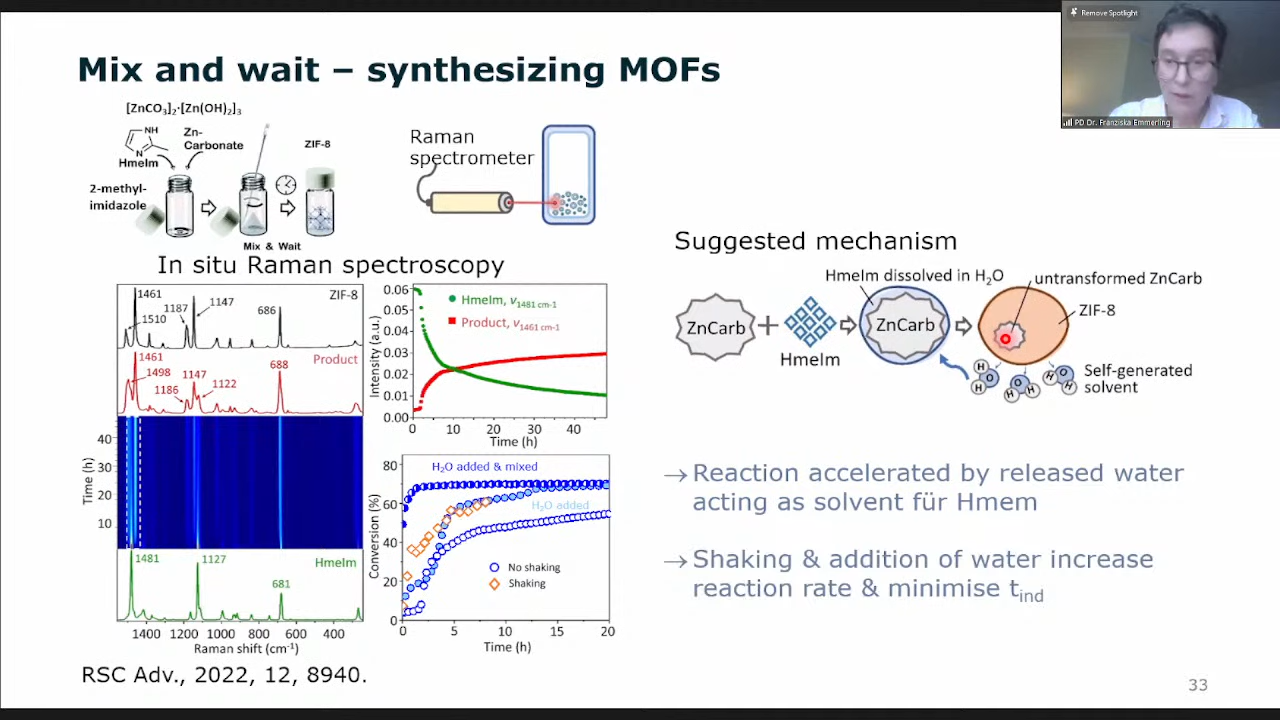 Remove Spotlight
PD Dr. Franziska Emmerling
Mix and wait – synthesizing MOFs
[ZnCO₃]₂·[Zn(OH)₂]₃
NH
N
HmeIm
Zn-
Carbonate
ZIF-8
2-methyl-
imidazole
Mix & Wait
Raman
spectrometer
In situ Raman spectroscopy
1461
ZIF-8
1510
1187
1147
686
1461
Product
1498
1147
1186
1122
688
Time (h)
40
30
20
10
1481
1127
681
HmeIm
1400 1200 1000 800 600 400
Raman shift (cm⁻¹)
Intensity (a.u.)
0.06
0.05
0.04
0.03
0.02
0.01
0.00
HmeIm, ν1481 cm-1
Product, ν1461 cm-1
0 10 20 30 40
Time (h)
Conversion (%)
80
60
40
20
0
H₂O added & mixed
H₂O added
No shaking
Shaking
0 5 10 15 20
Time (h)
RSC Adv., 2022, 12, 8940.
Suggested mechanism
HmeIm dissolved in H₂O
untransformed ZnCarb
ZnCarb
+
HmeIm
ZnCarb
ZIF-8
H O H
H O H
H O H
Self-generated
solvent
→ Reaction accelerated by released water
acting as solvent für Hmem
→ Shaking & addition of water increase
reaction rate & minimise tind
33